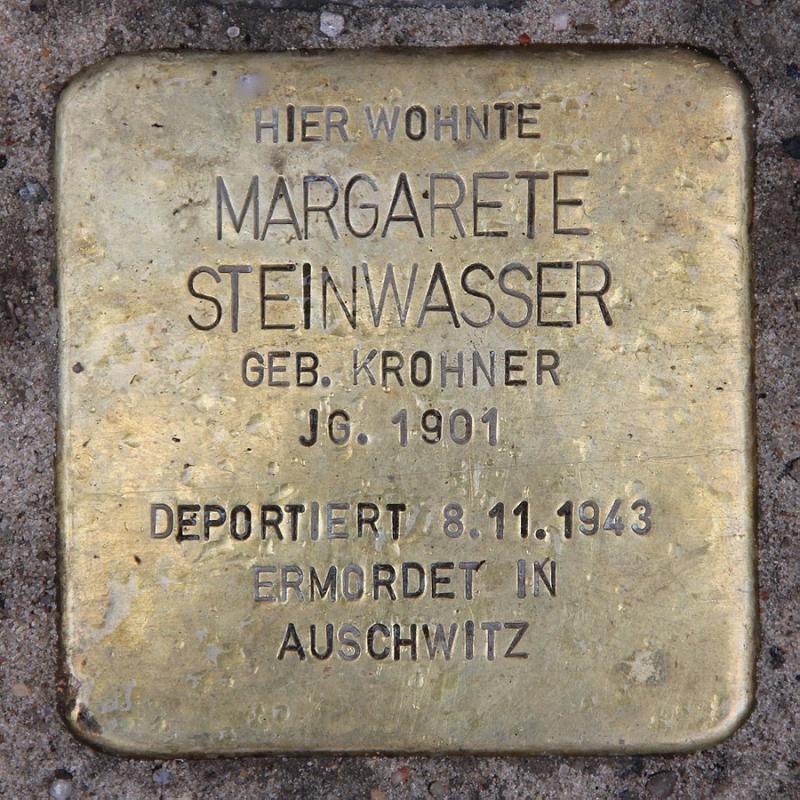 HIER WOHNTE
MARGARETE
STEINWASSER
GEB. KROHNER
JG. 1901
DEPORTIERT 8.11.1943
ERMORDET IN
AUSCHWITZ